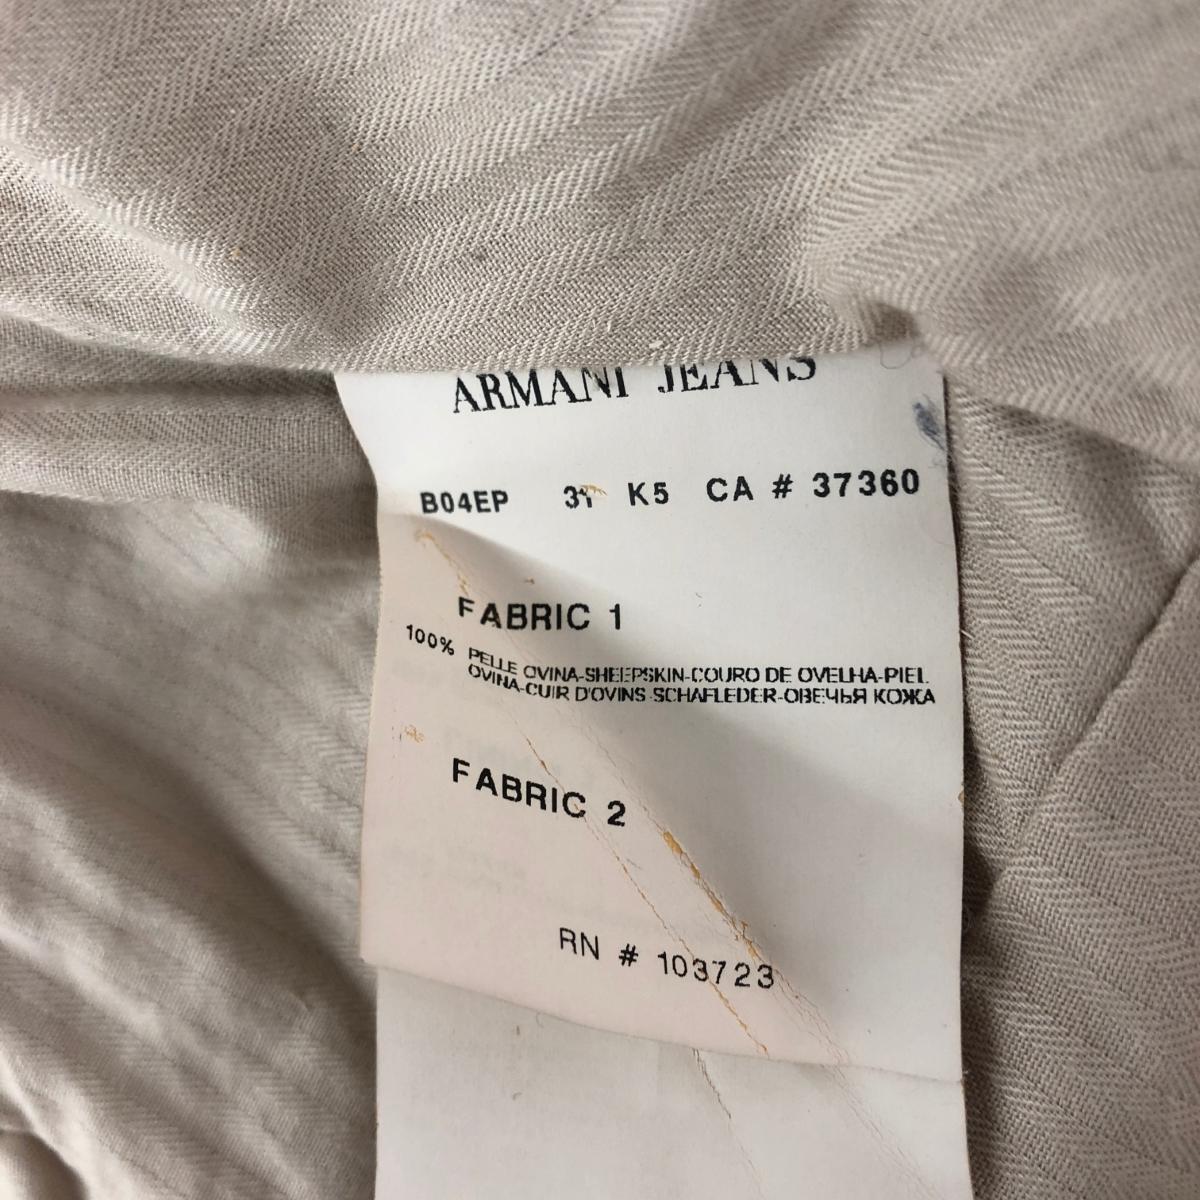 ARMANI JEANS
B04EP K5 CA # 37360
FABRIC 1
100% PELLE OVINA-SHEEPSKIN-COURO DE OVELHA-PIEL
OVINA-CUIR D'OVINS-SCHAFLEDER-ОВЕЧЬЯ КОЖА
FABRIC 2
RN # 103723